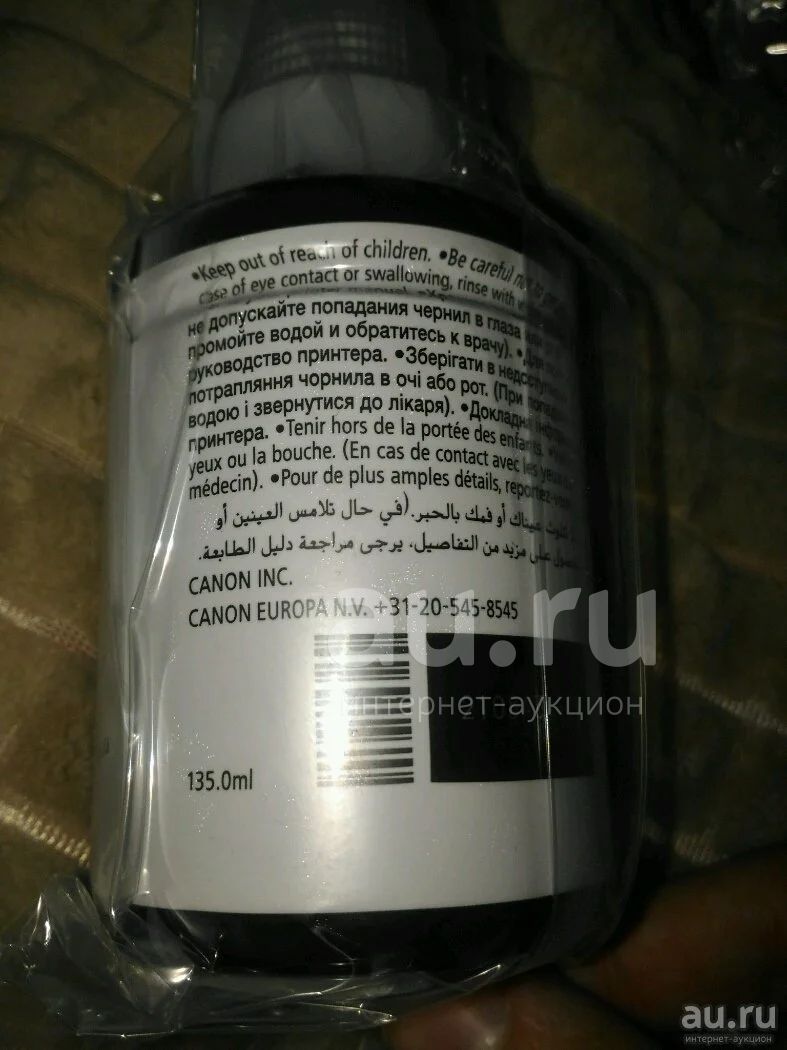 •Keep out of reach of children. •Be careful
case of eye contact or swallowing, rinse with
не допускайте попадания чернил в глаза
промойте водой и обратитесь к врачу). •Для
руководство принтера. •Зберігати в
потрапляння чорнила в очі або рот. (При
водою і звернутися до лікаря). •Докладна
принтера. •Tenir hors de la portée des enfants.
yeux ou la bouche. (En cas de contact avec les yeux
médecin). •Pour de plus amples détails, reportez-vous
عيناك أو فمك بالحبر. (في حال تلامس العينين أو
على مزيد من التفاصيل، يرجى مراجعة دليل الطابعة.
CANON INC.
CANON EUROPA N.V. +31-20-545-8545
au.ru
интернет-аукцион
135.0ml
au.ru
интернет-аукцион